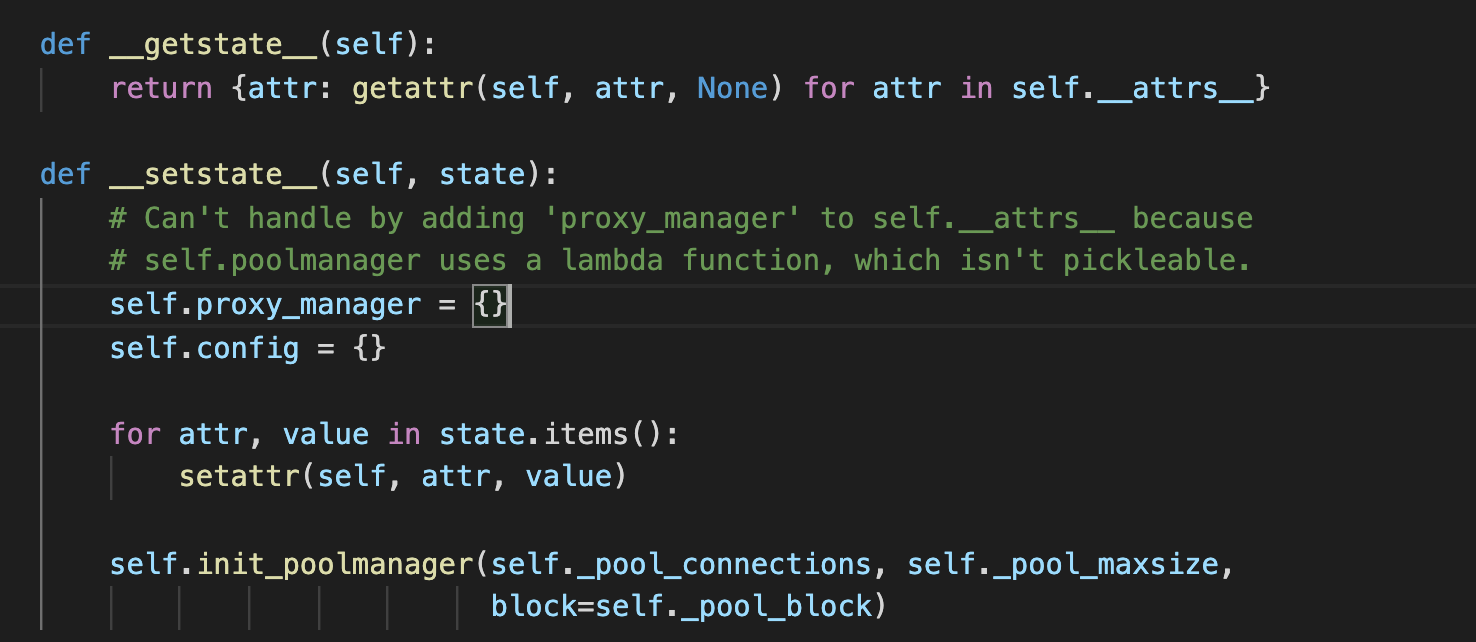 def __getstate__(self):
    return {attr: getattr(self, attr, None) for attr in self.__attrs__}

def __setstate__(self, state):
    # Can't handle by adding 'proxy_manager' to self.__attrs__ because
    # self.poolmanager uses a lambda function, which isn't pickleable.
    self.proxy_manager = {}
    self.config = {}

    for attr, value in state.items():
        setattr(self, attr, value)

    self.init_poolmanager(self._pool_connections, self._pool_maxsize,
                          block=self._pool_block)